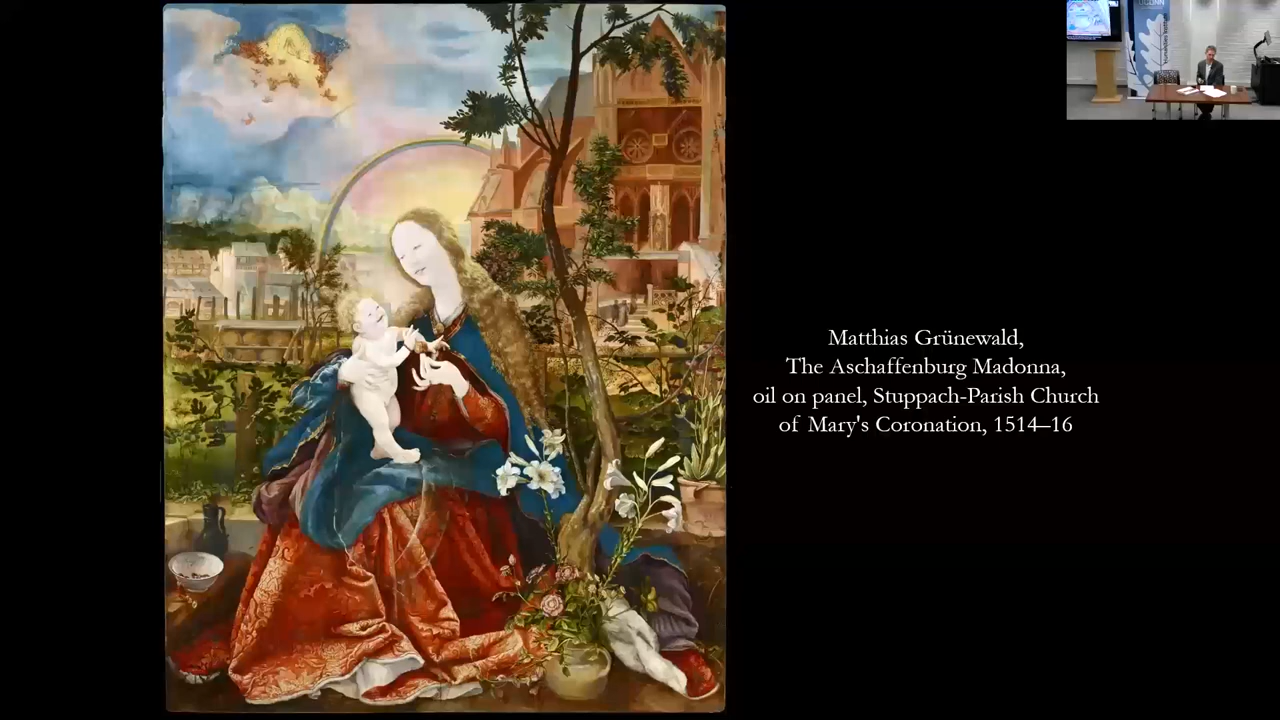 Matthias Grünewald,
The Aschaffenburg Madonna,
oil on panel, Stuppach-Parish Church
of Mary's Coronation, 1514–16